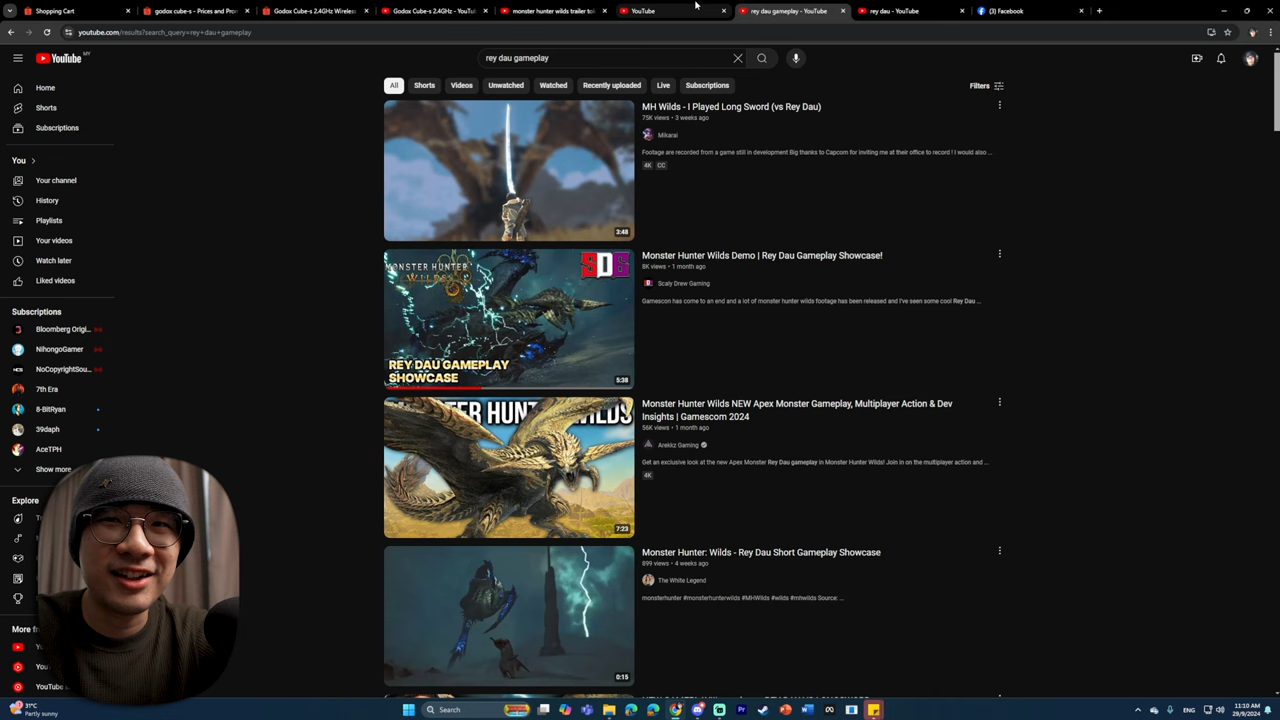 Shopping Cart
godox cube-s - Prices and Pron
Godox Cube-s 2.4GHz Wireless
Godox Cube-s 2.4GHz - YouTu
monster hunter wilds trailer tok
YouTube
rey dau gameplay - YouTube
rey dau - YouTube
(3) Facebook
youtube.com/results?search_query=rey+dau+gameplay
YouTube MY
rey dau gameplay
All
Shorts
Videos
Unwatched
Watched
Recently uploaded
Live
Subscriptions
Filters
Home
Shorts
Subscriptions
You
Your channel
History
Playlists
Your videos
Watch later
Liked videos
Subscriptions
Bloomberg Origi...
NihongoGamer
NoCopyrightSou...
7th Era
8-BitRyan
39daph
AceTPH
Show more
Explore
More fr
YouTube
MH Wilds - I Played Long Sword (vs Rey Dau)
75K views • 3 weeks ago
Mikarai
Footage are recorded from a game still in development Big thanks to Capcom for inviting me at their office to record ! I would also ...
4K CC
3:48
MONSTER HUNTER
WILDS
BDG
REY DAU GAMEPLAY
SHOWCASE
5:38
Monster Hunter Wilds Demo | Rey Dau Gameplay Showcase!
8K views • 1 month ago
Scaly Drew Gaming
Gamescon has come to an end and a lot of monster hunter wilds footage has been released and I've seen some cool Rey Dau ...
7:23
Monster Hunter Wilds NEW Apex Monster Gameplay, Multiplayer Action & Dev
Insights | Gamescom 2024
56K views • 1 month ago
Arekkz Gaming
Get an exclusive look at the new Apex Monster Rey Dau gameplay in Monster Hunter Wilds! Join in on the multiplayer action and ...
4K
0:15
Monster Hunter: Wilds - Rey Dau Short Gameplay Showcase
899 views • 4 weeks ago
The White Legend
monsterhunter #monsterhunterwilds #MHWilds #wilds #mhwilds Source: ...
31°C
Partly sunny
Search
ENG
11:10 AM
29/9/2024